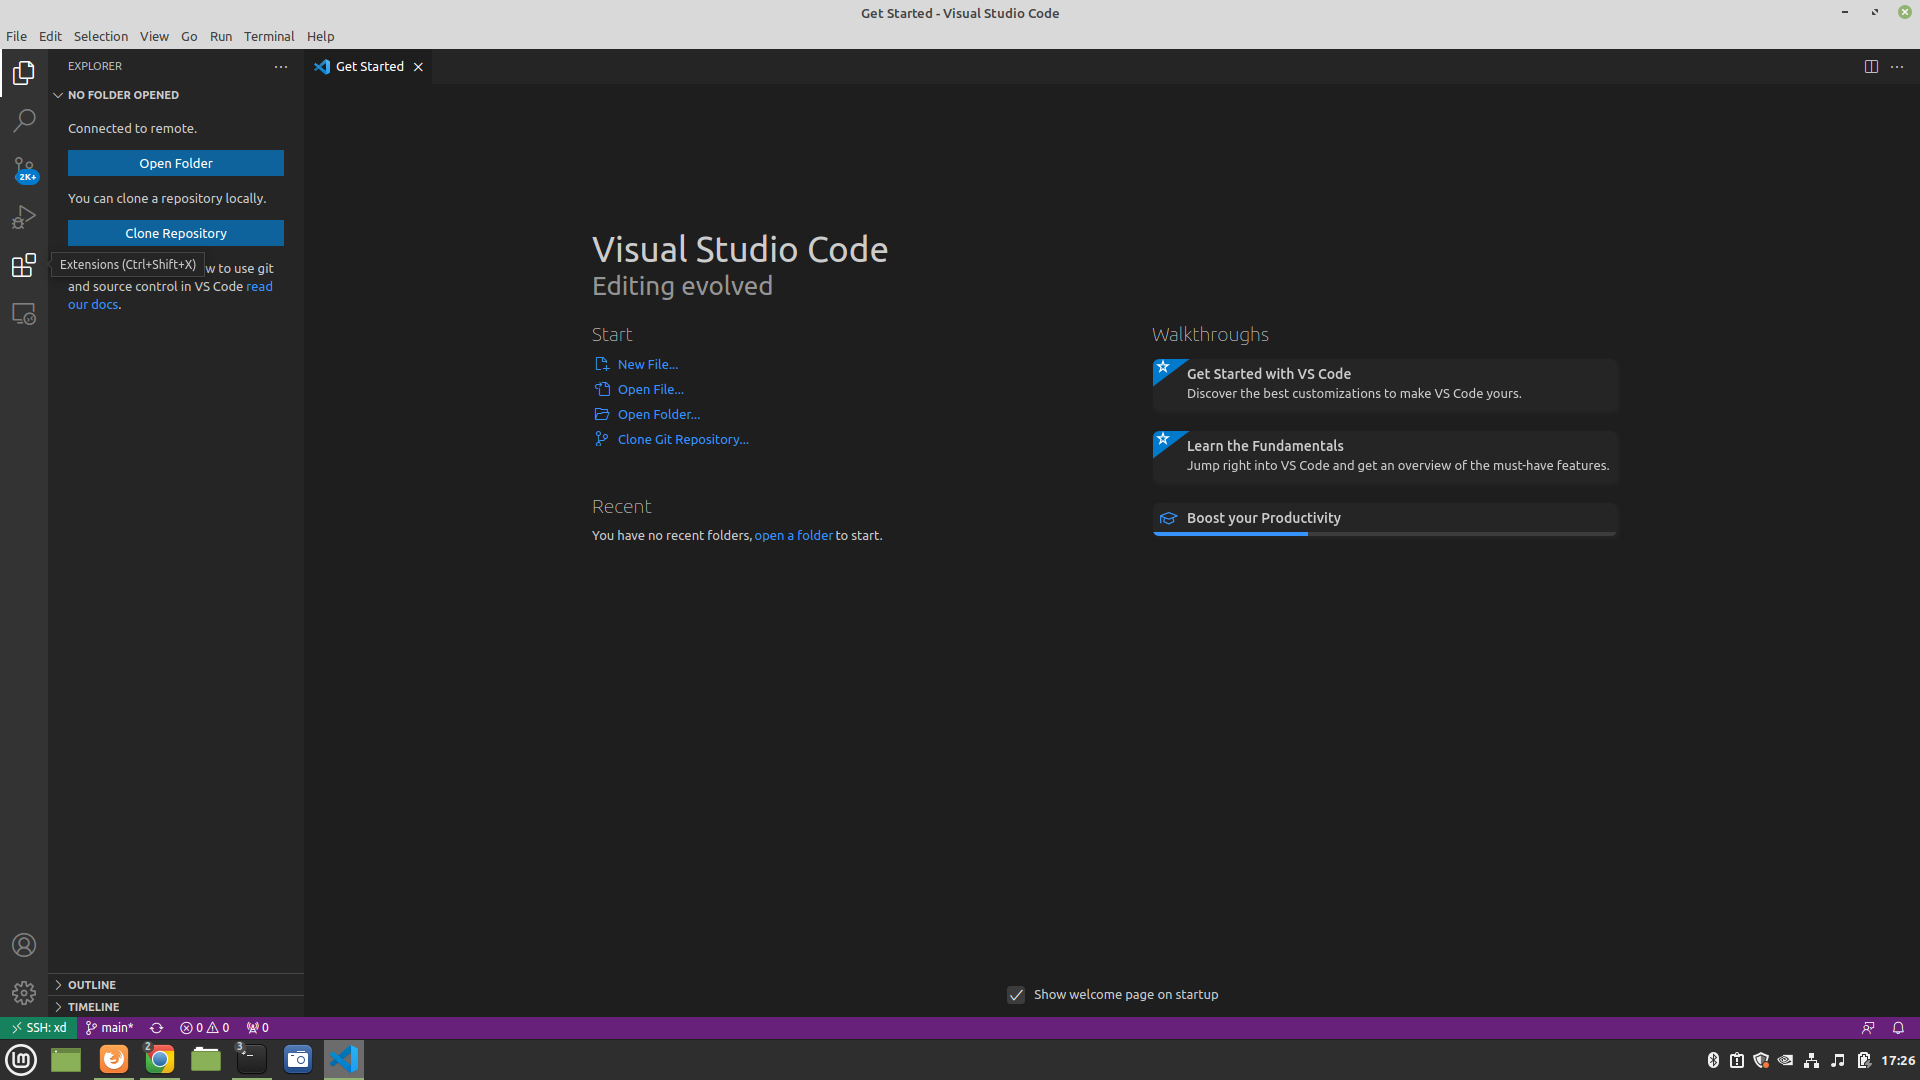 Get Started - Visual Studio Code
File Edit Selection View Go Run Terminal Help
EXPLORER
Get Started
NO FOLDER OPENED
Connected to remote.
Open Folder
2K+
You can clone a repository locally.
Clone Repository
Extensions (Ctrl+Shift+X)
w to use git
and source control in VS Code read
our docs.
Visual Studio Code
Editing evolved
Start
New File...
Open File...
Open Folder...
Clone Git Repository...
Recent
You have no recent folders, open a folder to start.
Walkthroughs
Get Started with VS Code
Discover the best customizations to make VS Code yours.
Learn the Fundamentals
Jump right into VS Code and get an overview of the must-have features.
Boost your Productivity
OUTLINE
TIMELINE
Show welcome page on startup
SSH: xd main* 0 0 0
lm 2 3 17:26